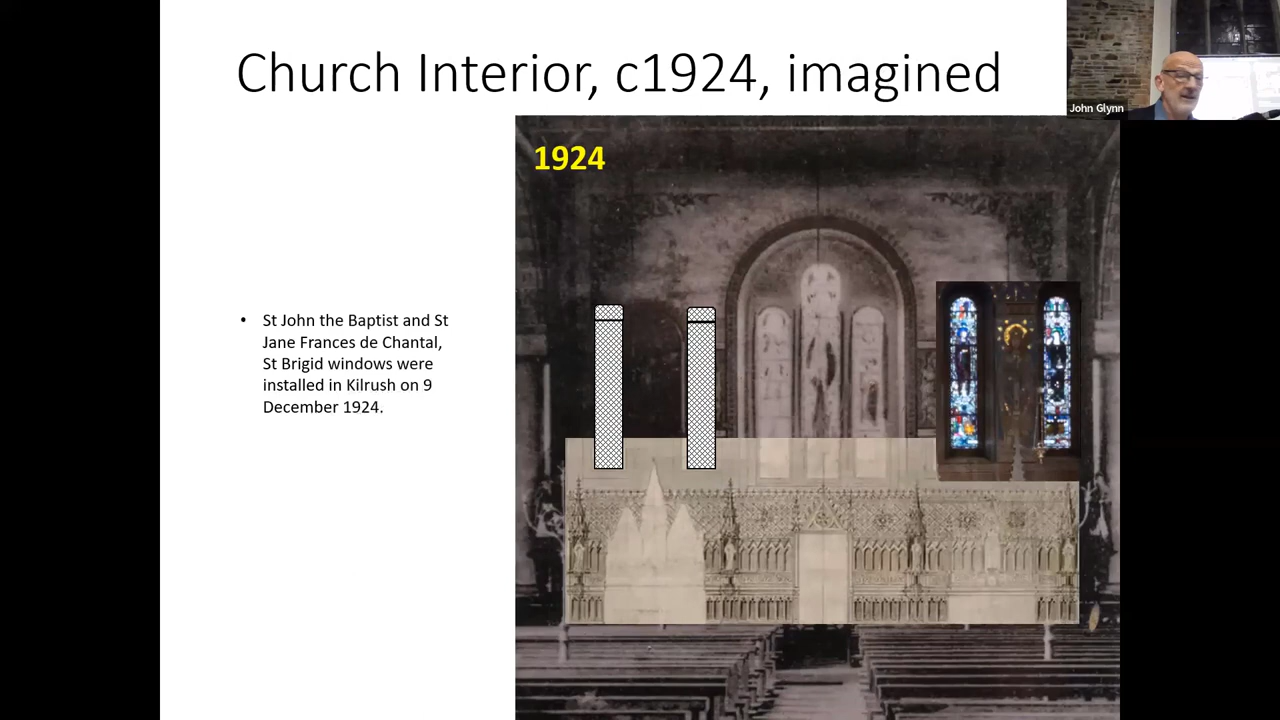 Church Interior, c1924, imagined
John Glynn
1924
• St John the Baptist and St
Jane Frances de Chantal,
St Brigid windows were
installed in Kilrush on 9
December 1924.